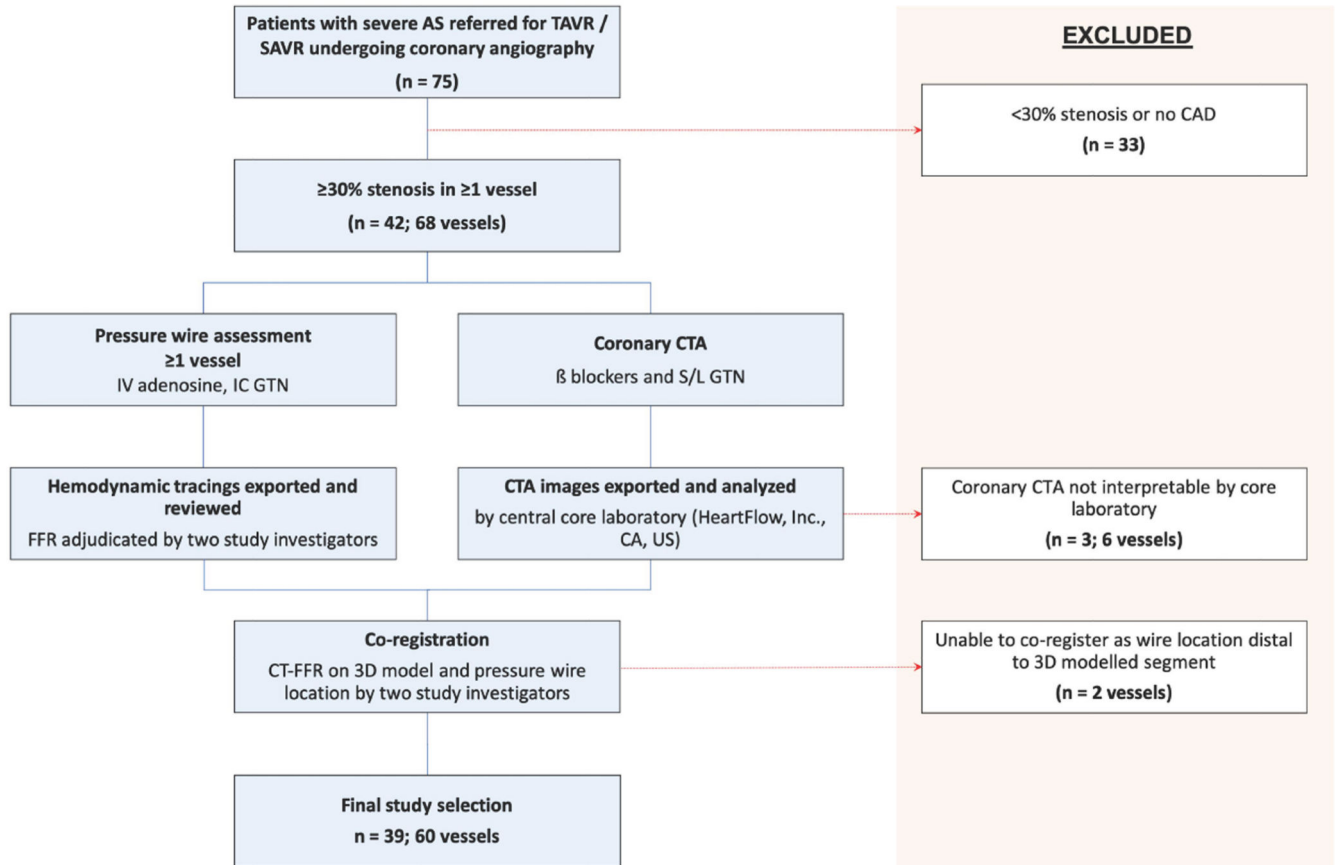 Patients with severe AS referred for TAVR /
SAVR undergoing coronary angiography
(n = 75)
EXCLUDED
<30% stenosis or no CAD
(n = 33)
≥30% stenosis in ≥1 vessel
(n = 42; 68 vessels)
Pressure wire assessment
≥1 vessel
IV adenosine, IC GTN
Coronary CTA
ß blockers and S/L GTN
Hemodynamic tracings exported and
reviewed
FFR adjudicated by two study investigators
CTA images exported and analyzed
by central core laboratory (HeartFlow, Inc.,
CA, US)
Coronary CTA not interpretable by core
laboratory
(n = 3; 6 vessels)
Co-registration
CT-FFR on 3D model and pressure wire
location by two study investigators
Unable to co-register as wire location distal
to 3D modelled segment
(n = 2 vessels)
Final study selection
n = 39; 60 vessels